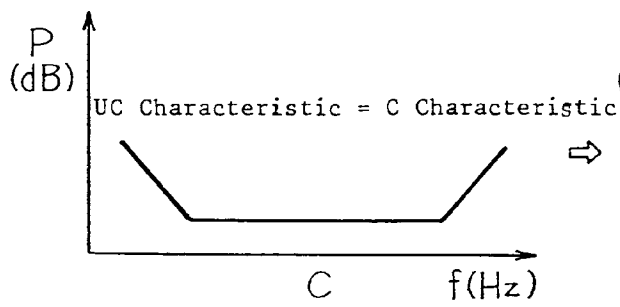 P
(dB)
UC Characteristic = C Characteristic
C
f(Hz)